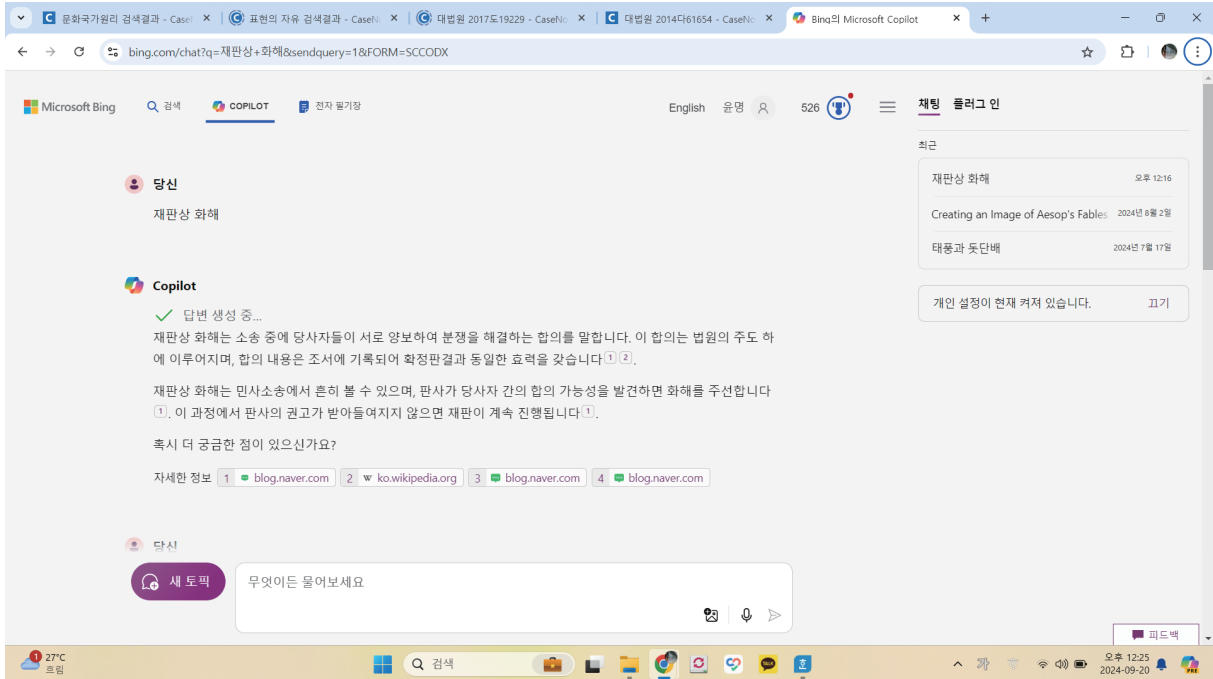 문화국가원리 검색결과 - Casel
표현의 자유 검색결과 - CaseN
대법원 2017도19229 - CaseNo
대법원 2014다61654 - CaseNc
Bing의 Microsoft Copilot
bing.com/chat?q=재판상+화해&sendquery=1&FORM=SCCODX
Microsoft Bing
검색
COPILOT
전자 필기장
English
윤명
526
채팅 플러그 인
최근
재판상 화해 오후 12:16
Creating an Image of Aesop's Fables 2024년 8월 2일
태풍과 돗단배 2024년 7월 17일
개인 설정이 현재 켜져 있습니다. 끄기
당신
재판상 화해
Copilot
답변 생성 중...
재판상 화해는 소송 중에 당사자들이 서로 양보하여 분쟁을 해결하는 합의를 말합니다. 이 합의는 법원의 주도 하
에 이루어지며, 합의 내용은 조서에 기록되어 확정판결과 동일한 효력을 갖습니다 1 2 .
재판상 화해는 민사소송에서 흔히 볼 수 있으며, 판사가 당사자 간의 합의 가능성을 발견하면 화해를 주선합니다
1 . 이 과정에서 판사의 권고가 받아들여지지 않으면 재판이 계속 진행됩니다 1 .
혹시 더 궁금한 점이 있으신가요?
자세한 정보 1 blog.naver.com 2 W ko.wikipedia.org 3 blog.naver.com 4 blog.naver.com
당신
새 토픽
무엇이든 물어보세요
피드백
1
27°C
흐림
검색
TALK
가
오후 12:25
2024-09-20
PRE